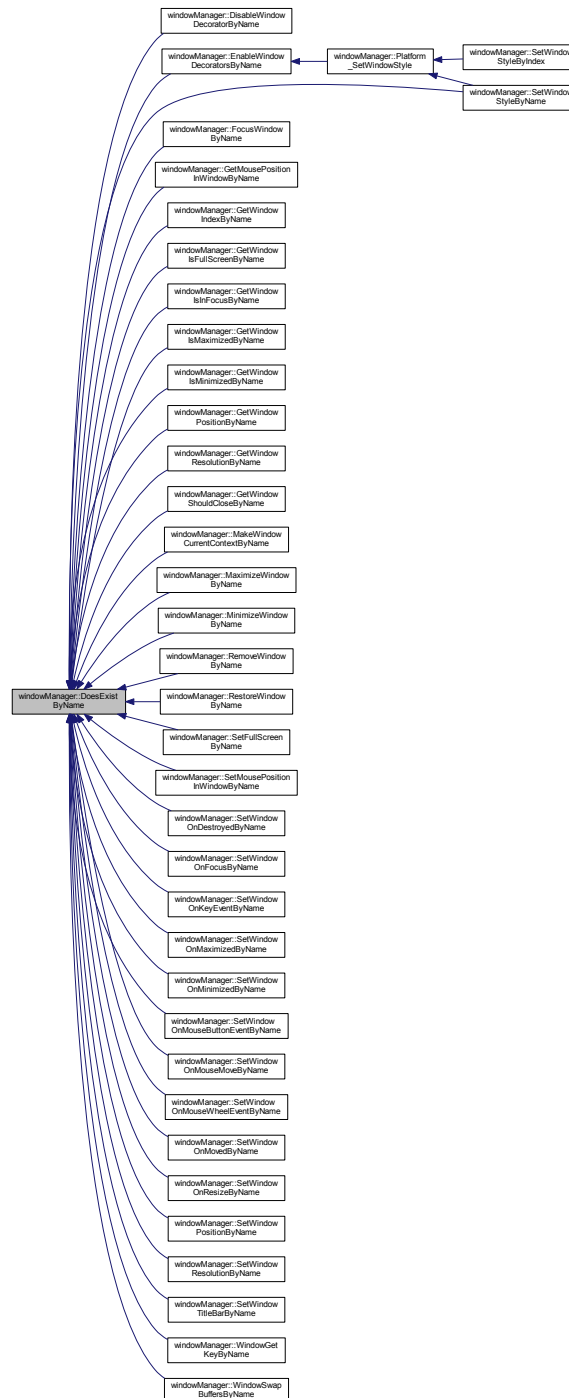 windowManager::DisableWindow
DecoratorByName
windowManager::EnableWindow
DecoratorsByName
windowManager::Platform
_SetWindowStyle
windowManager::SetWindow
StyleByIndex
windowManager::SetWindow
StyleByName
windowManager::FocusWindow
ByName
windowManager::GetMousePosition
InWindowByName
windowManager::GetWindow
IndexByName
windowManager::GetWindow
IsFullScreenByName
windowManager::GetWindow
IsInFocusByName
windowManager::GetWindow
IsMaximizedByName
windowManager::GetWindow
IsMinimizedByName
windowManager::GetWindow
PositionByName
windowManager::GetWindow
ResolutionByName
windowManager::GetWindow
ShouldCloseByName
windowManager::MakeWindow
CurrentContextByName
windowManager::MaximizeWindow
ByName
windowManager::MinimizeWindow
ByName
windowManager::RemoveWindow
ByName
windowManager::DoesExist
ByName
windowManager::RestoreWindow
ByName
windowManager::SetFullScreen
ByName
windowManager::SetMousePosition
InWindowByName
windowManager::SetWindow
OnDestroyedByName
windowManager::SetWindow
OnFocusByName
windowManager::SetWindow
OnKeyEventByName
windowManager::SetWindow
OnMaximizedByName
windowManager::SetWindow
OnMinimizedByName
windowManager::SetWindow
OnMouseButtonEventByName
windowManager::SetWindow
OnMouseMoveByName
windowManager::SetWindow
OnMouseWheelEventByName
windowManager::SetWindow
OnMovedByName
windowManager::SetWindow
OnResizeByName
windowManager::SetWindow
PositionByName
windowManager::SetWindow
ResolutionByName
windowManager::SetWindow
TitleBarByName
windowManager::WindowGet
KeyByName
windowManager::WindowSwap
BuffersByName